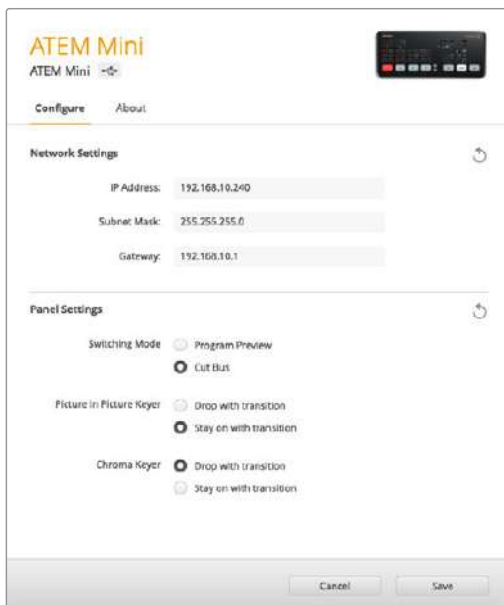 ATEM Mini
ATEM Mini
Configure About
Network Settings
IP Address: 192.168.10.240
Subnet Mask: 255.255.255.0
Gateway: 192.168.10.1
Panel Settings
Switching Mode Program Preview
Cut Bus
Picture in Picture Keyer Drop with transition
Stay on with transition
Chroma Keyer Drop with transition
Stay on with transition
Cancel Save